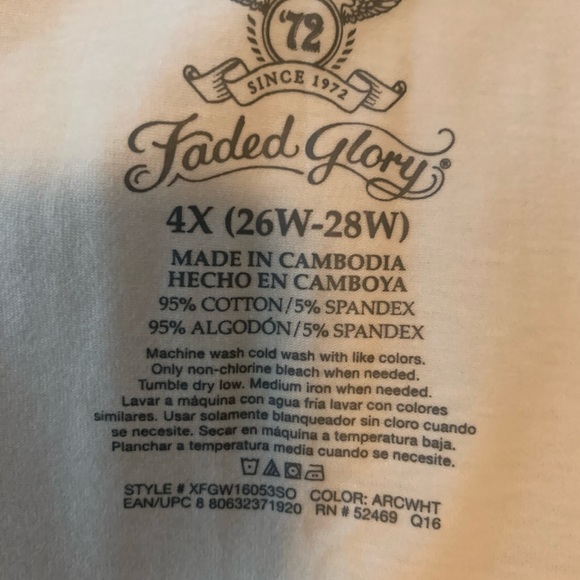 '72
SINCE 1972
Faded Glory®
4X (26W-28W)
MADE IN CAMBODIA
HECHO EN CAMBOYA
95% COTTON/5% SPANDEX
95% ALGODÓN/5% SPANDEX
Machine wash cold wash with like colors.
Only non-chlorine bleach when needed.
Tumble dry low. Medium iron when needed.
Lavar a máquina con agua fría lavar con colores
similares. Usar solamente blanqueador sin cloro cuando
se necesite. Secar en máquina a temperatura baja.
Planchar a temperatura media cuando se necesite.
STYLE # XFGW16053SO COLOR: ARCWHT
EAN/UPC 8 80632371920 RN # 52469 Q16